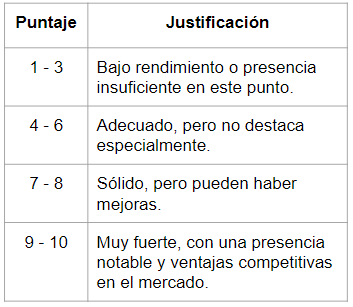 Puntaje Justificación
1 - 3 Bajo rendimiento o presencia
insuficiente en este punto.
4 - 6 Adecuado, pero no destaca
especialmente.
7 - 8 Sólido, pero pueden haber
mejoras.
9 - 10 Muy fuerte, con una presencia
notable y ventajas competitivas
en el mercado.